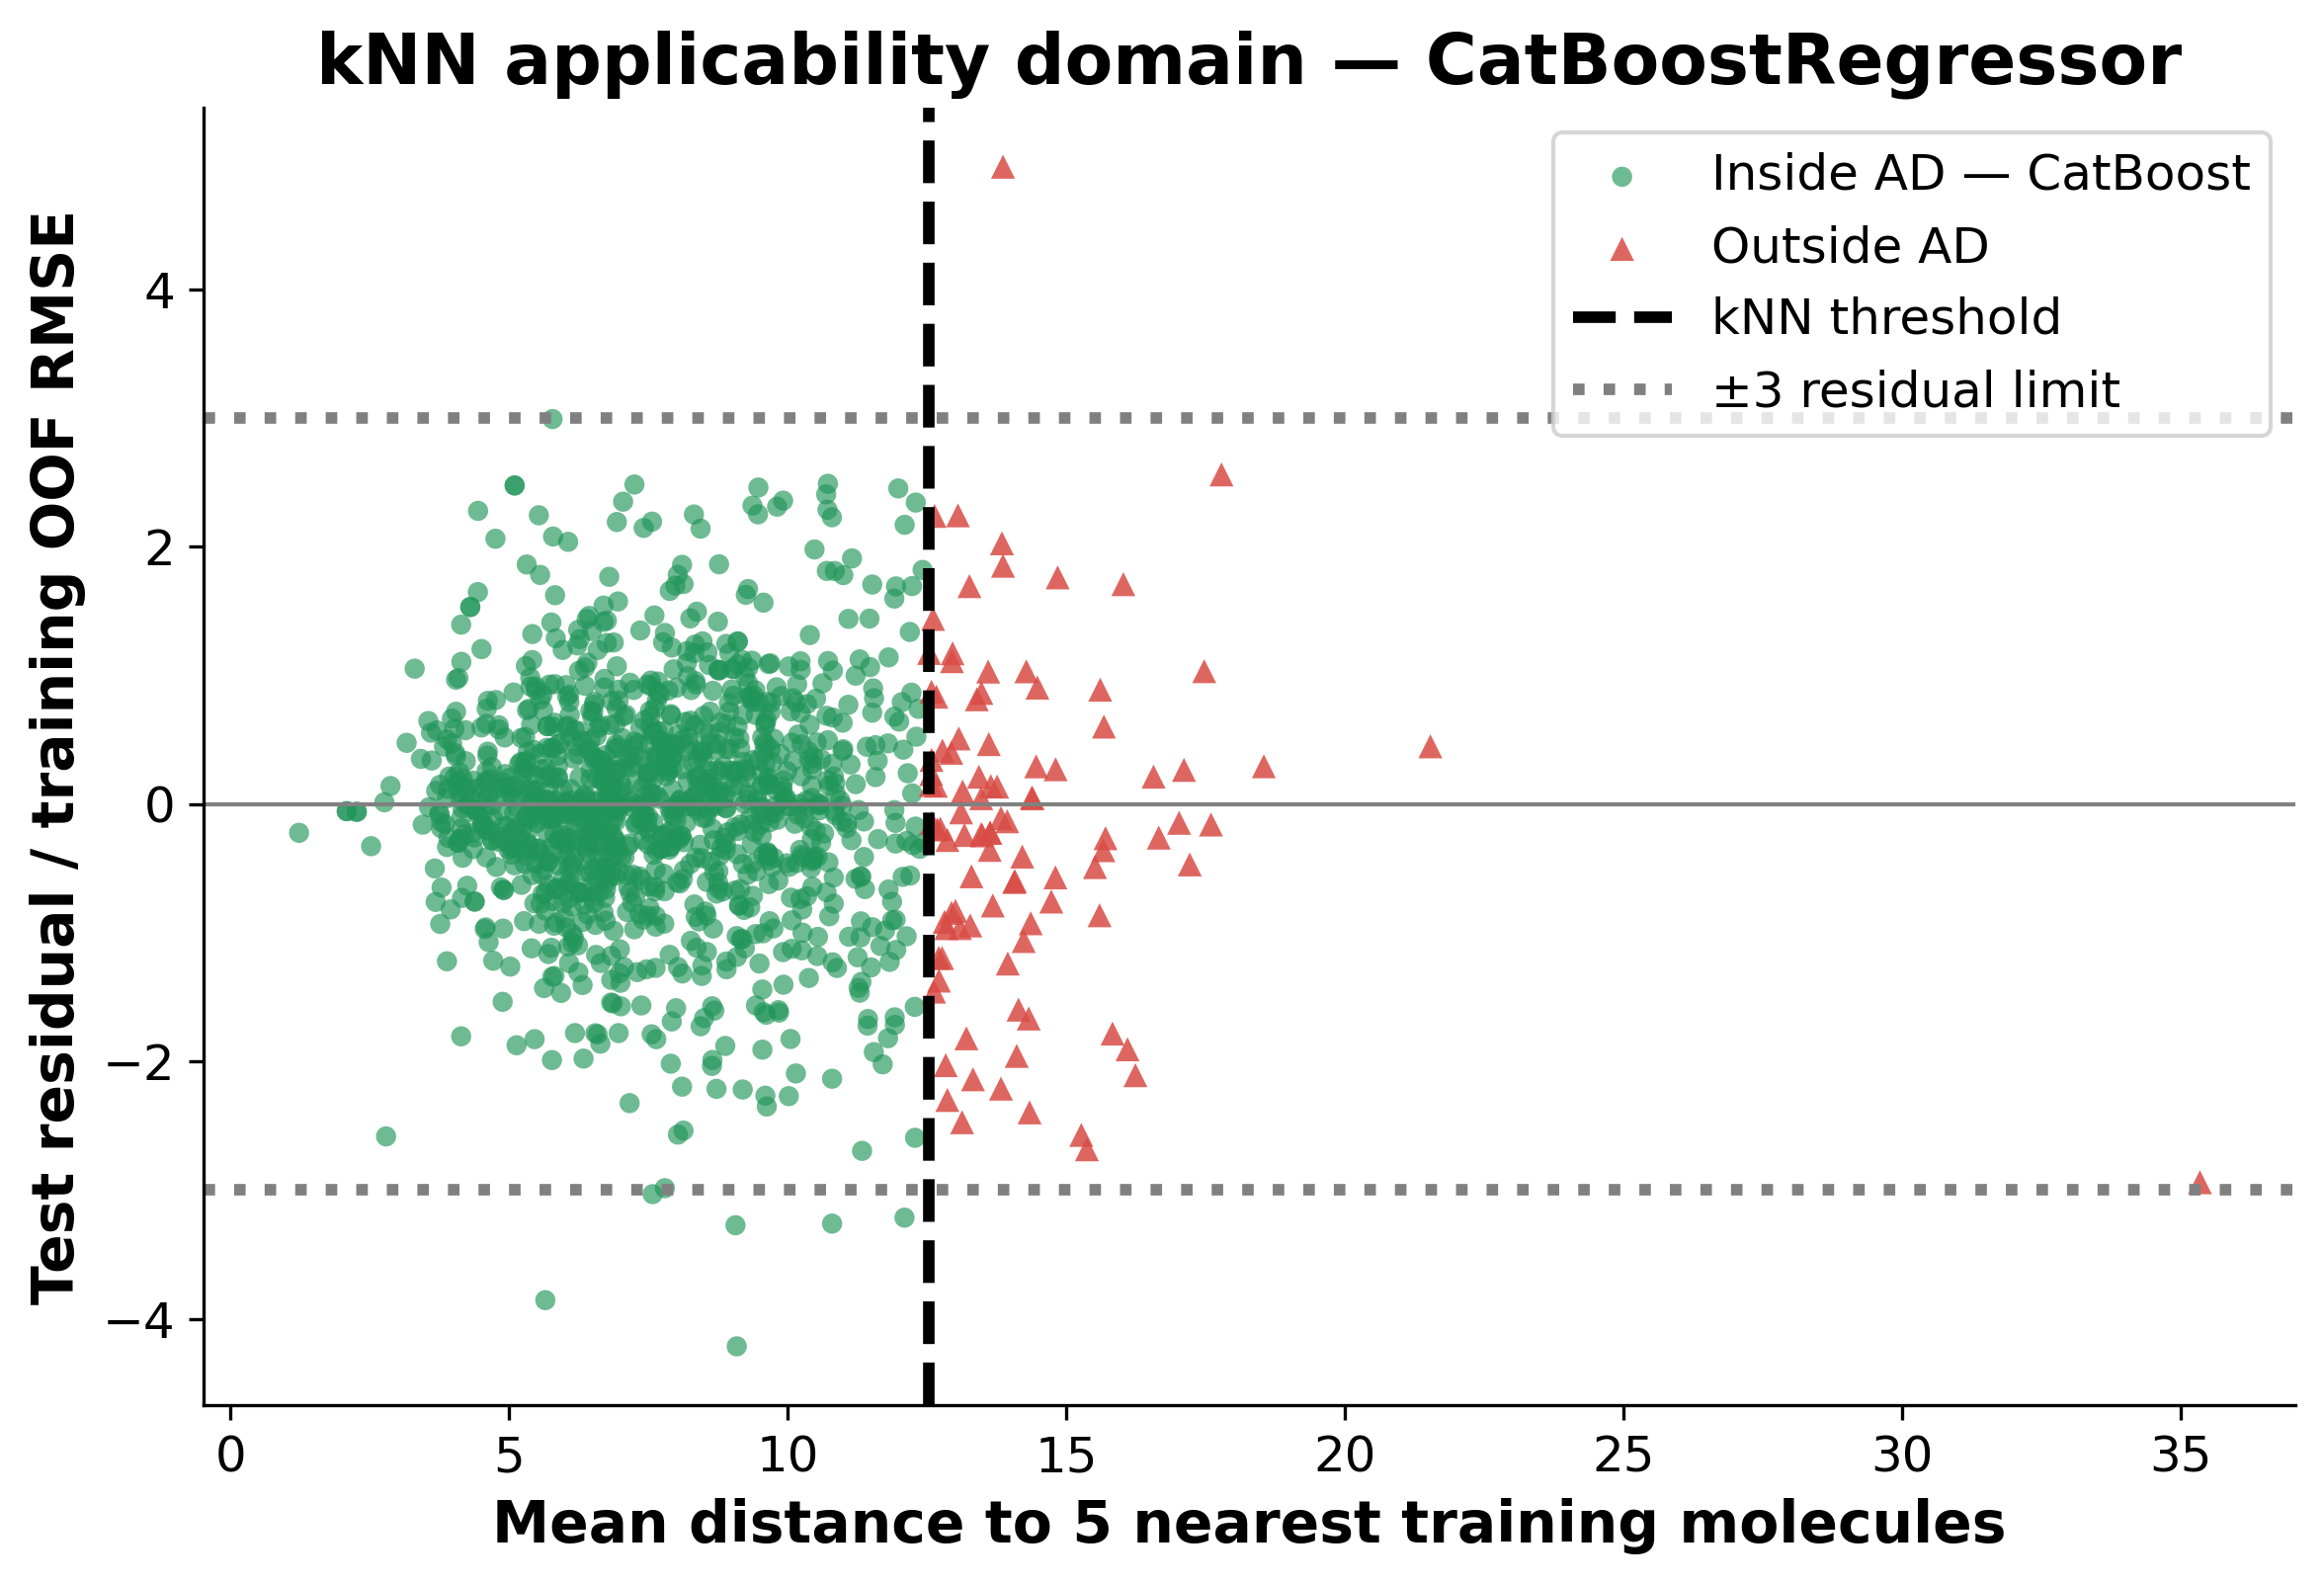 kNN applicability domain — CatBoostRegressor
Inside AD — CatBoost
Outside AD
kNN threshold
±3 residual limit
Test residual / training OOF RMSE
4
2
0
−2
−4
0 5 10 15 20 25 30 35
Mean distance to 5 nearest training molecules